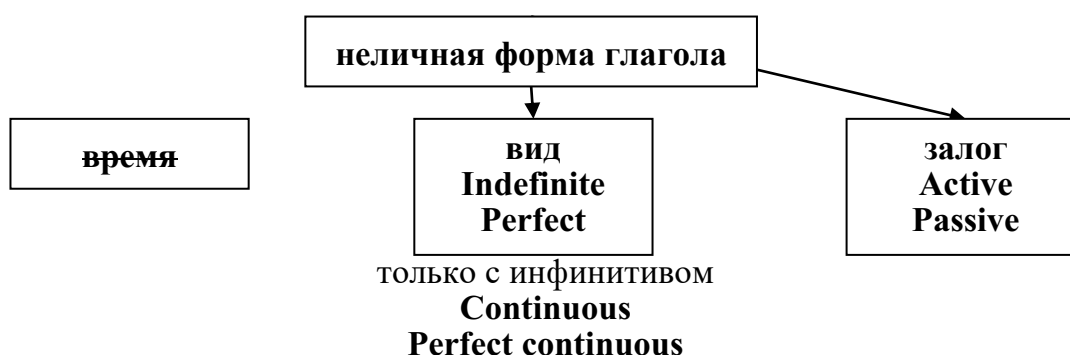 неличная форма глагола
время
вид
Indefinite
Perfect
залог
Active
Passive
только с инфинитивом
Continuous
Perfect continuous